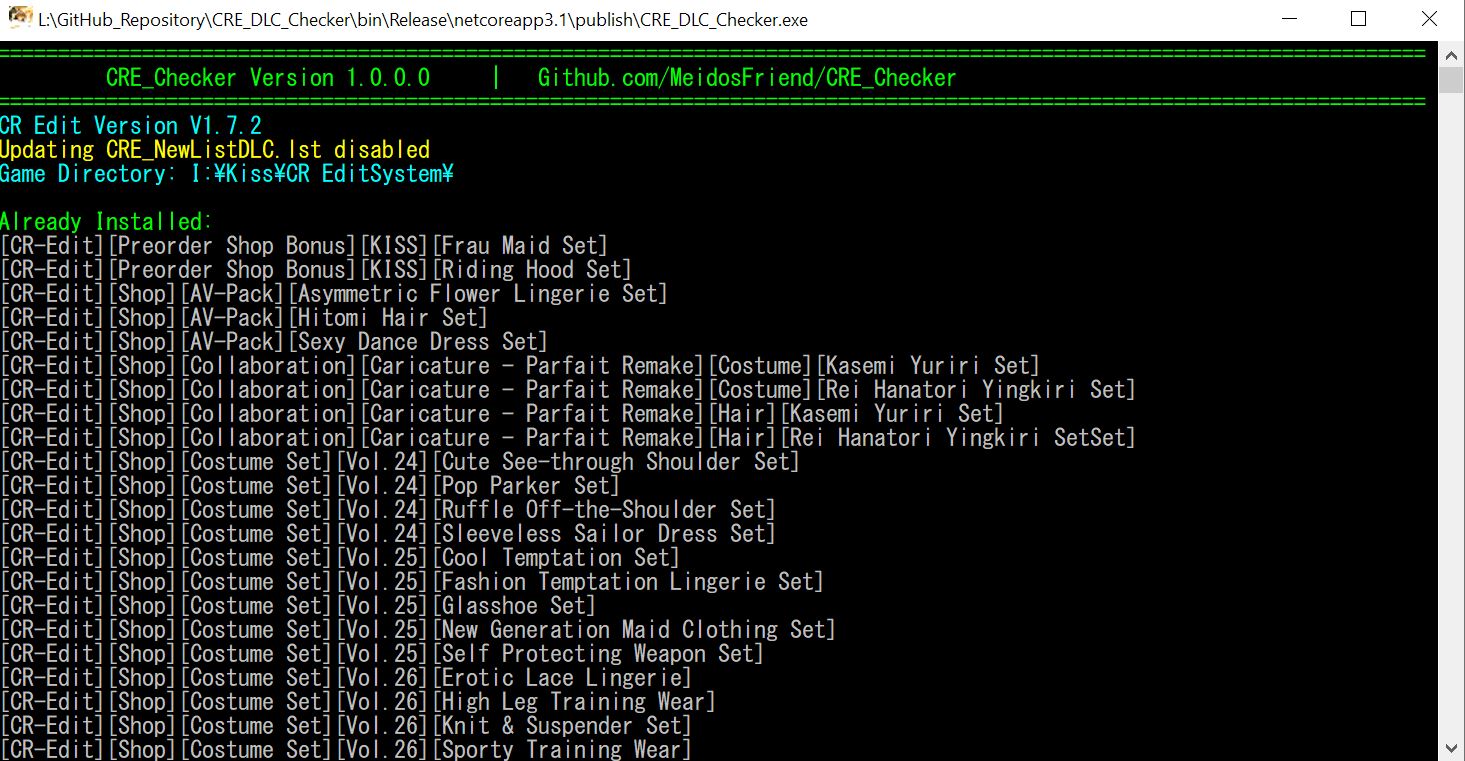 L:\GitHub_Repository\CRE_DLC_Checker\bin\Release\netcoreapp3.1\publish\CRE_DLC_Checker.exe
CRE_Checker Version 1.0.0.0 | Github.com/MeidosFriend/CRE_Checker
CR Edit Version V1.7.2
Updating CRE_NewListDLC.lst disabled
Game Directory: I:¥Kiss¥CR EditSystem¥
Already Installed:
[CR-Edit][Preorder Shop Bonus][KISS][Frau Maid Set]
[CR-Edit][Preorder Shop Bonus][KISS][Riding Hood Set]
[CR-Edit][Shop][AV-Pack][Asymmetric Flower Lingerie Set]
[CR-Edit][Shop][AV-Pack][Hitomi Hair Set]
[CR-Edit][Shop][AV-Pack][Sexy Dance Dress Set]
[CR-Edit][Shop][Collaboration][Caricature - Parfait Remake][Costume][Kasemi Yuriri Set]
[CR-Edit][Shop][Collaboration][Caricature - Parfait Remake][Costume][Rei Hanatori Yingkiri Set]
[CR-Edit][Shop][Collaboration][Caricature - Parfait Remake][Hair][Kasemi Yuriri Set]
[CR-Edit][Shop][Collaboration][Caricature - Parfait Remake][Hair][Rei Hanatori Yingkiri SetSet]
[CR-Edit][Shop][Costume Set][Vol.24][Cute See-through Shoulder Set]
[CR-Edit][Shop][Costume Set][Vol.24][Pop Parker Set]
[CR-Edit][Shop][Costume Set][Vol.24][Ruffle Off-the-Shoulder Set]
[CR-Edit][Shop][Costume Set][Vol.24][Sleeveless Sailor Dress Set]
[CR-Edit][Shop][Costume Set][Vol.25][Cool Temptation Set]
[CR-Edit][Shop][Costume Set][Vol.25][Fashion Temptation Lingerie Set]
[CR-Edit][Shop][Costume Set][Vol.25][Glasshoe Set]
[CR-Edit][Shop][Costume Set][Vol.25][New Generation Maid Clothing Set]
[CR-Edit][Shop][Costume Set][Vol.25][Self Protecting Weapon Set]
[CR-Edit][Shop][Costume Set][Vol.26][Erotic Lace Lingerie]
[CR-Edit][Shop][Costume Set][Vol.26][High Leg Training Wear]
[CR-Edit][Shop][Costume Set][Vol.26][Knit & Suspender Set]
[CR-Edit][Shop][Costume Set][Vol.26][Sporty Training Wear]